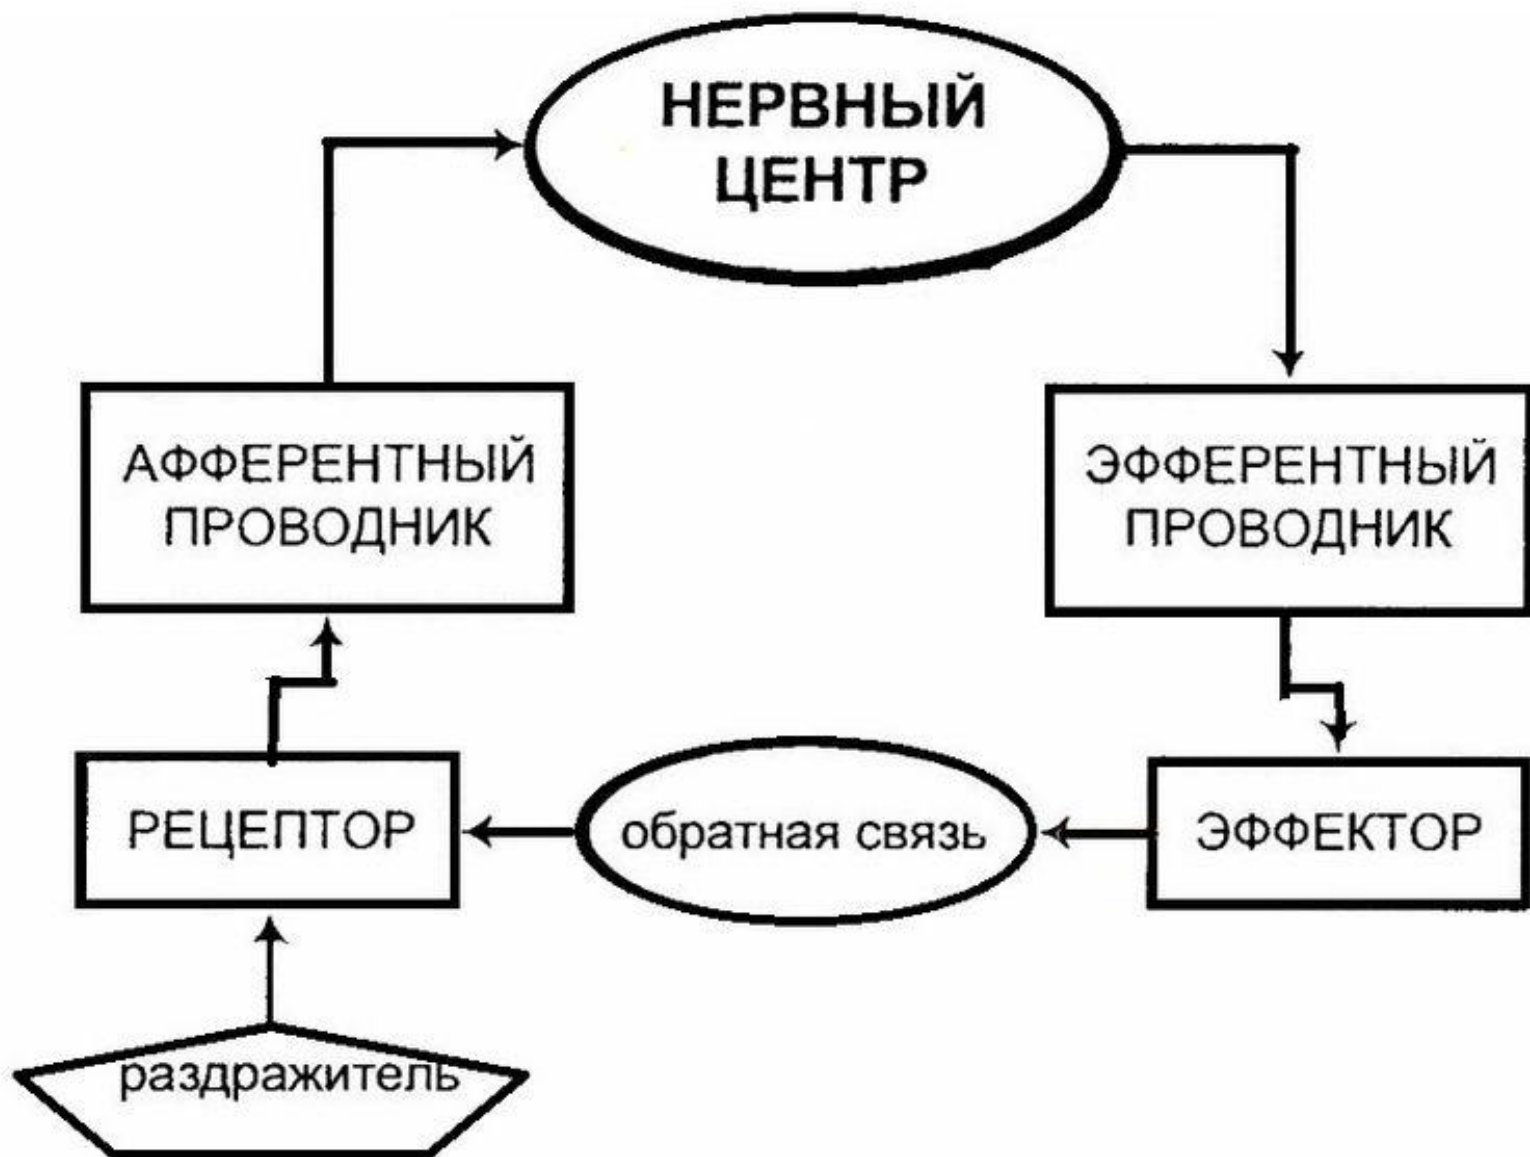 НЕРВНЫЙ
ЦЕНТР
АФФЕРЕНТНЫЙ
ПРОВОДНИК
ЭФФЕРЕНТНЫЙ
ПРОВОДНИК
РЕЦЕПТОР
обратная связь
ЭФФЕКТОР
раздражитель